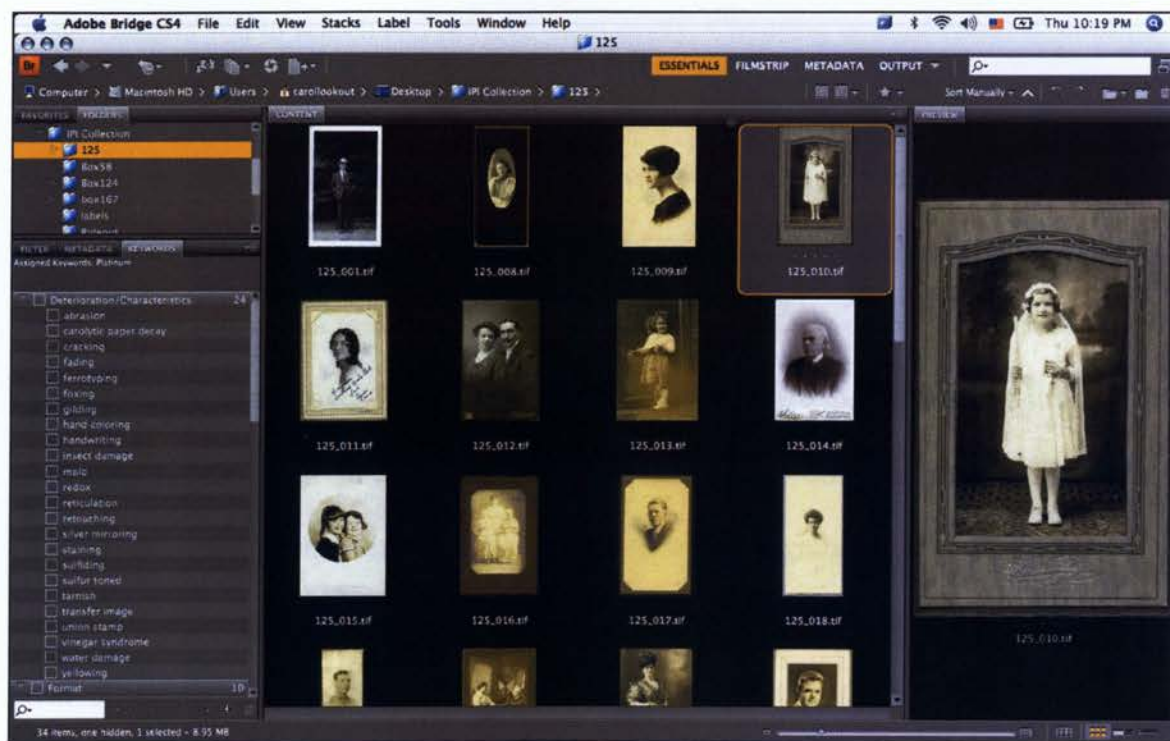 Adobe Bridge CS4 File Edit View Stacks Label Tools Window Help Thu 10:19 PM
125
Br ESSENTIALS FILMSTRIP METADATA OUTPUT
Computer > Macintosh HD > Users > carollookout > Desktop > IPI Collection > 125 >
Sort Manually
FAVORITES FOLDERS
IPI Collection
125
Box58
Box124
box167
labels
FILTER METADATA KEYWORDS
Assigned Keywords: Platinum
Deterioration/Characteristics 24
abrasion
catalytic paper decay
cracking
fading
ferrotyping
foxing
gilding
hand coloring
handwriting
insect damage
mold
redox
reticulation
retouching
silver mirroring
staining
sulfiding
sulfur toned
tarnish
transfer image
union stamp
vinegar syndrome
water damage
yellowing
Format 10
CONTENT
125_001.tif 125_008.tif 125_009.tif 125_010.tif
125_011.tif 125_012.tif 125_013.tif 125_014.tif
125_015.tif 125_016.tif 125_017.tif 125_018.tif
PREVIEW
125_010.tif
34 items, one hidden, 1 selected - 8.95 MB